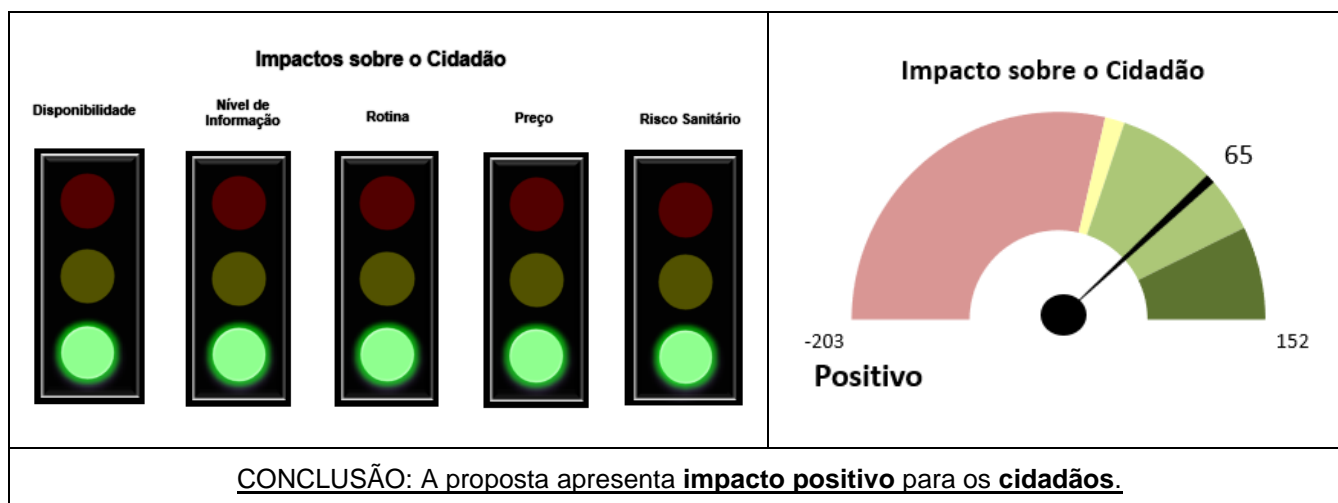 Impactos sobre o Cidadão
Disponibilidade
Nível de
Informação
Rotina
Preço
Risco Sanitário
Impacto sobre o Cidadão
65
-203
152
Positivo
CONCLUSÃO: A proposta apresenta impacto positivo para os cidadãos.